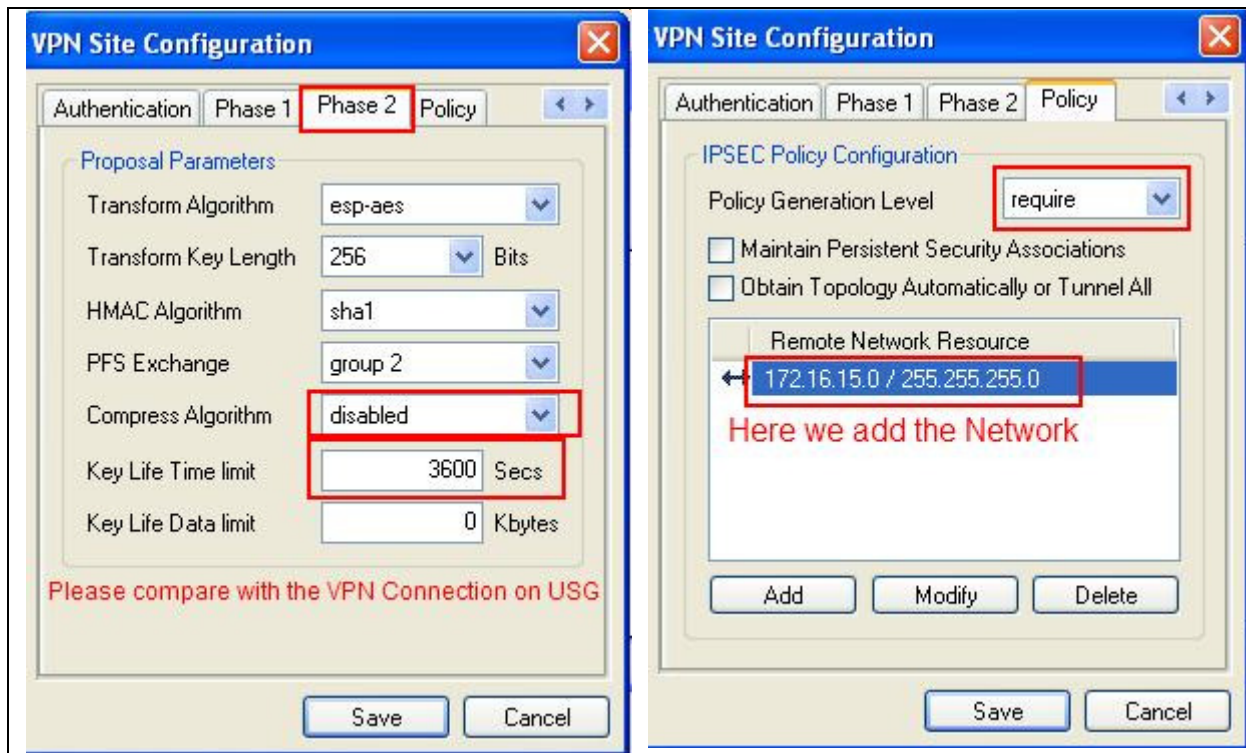 VPN Site Configuration
Authentication Phase 1 Phase 2 Policy
Proposal Parameters
Transform Algorithm esp-aes
Transform Key Length 256 Bits
HMAC Algorithm sha1
PFS Exchange group 2
Compress Algorithm disabled
Key Life Time limit 3600 Secs
Key Life Data limit 0 Kbytes
Please compare with the VPN Connection on USG
Save Cancel
VPN Site Configuration
Authentication Phase 1 Phase 2 Policy
IPSEC Policy Configuration
Policy Generation Level require
Maintain Persistent Security Associations
Obtain Topology Automatically or Tunnel All
Remote Network Resource
172.16.15.0 / 255.255.255.0
Here we add the Network
Add Modify Delete
Save Cancel